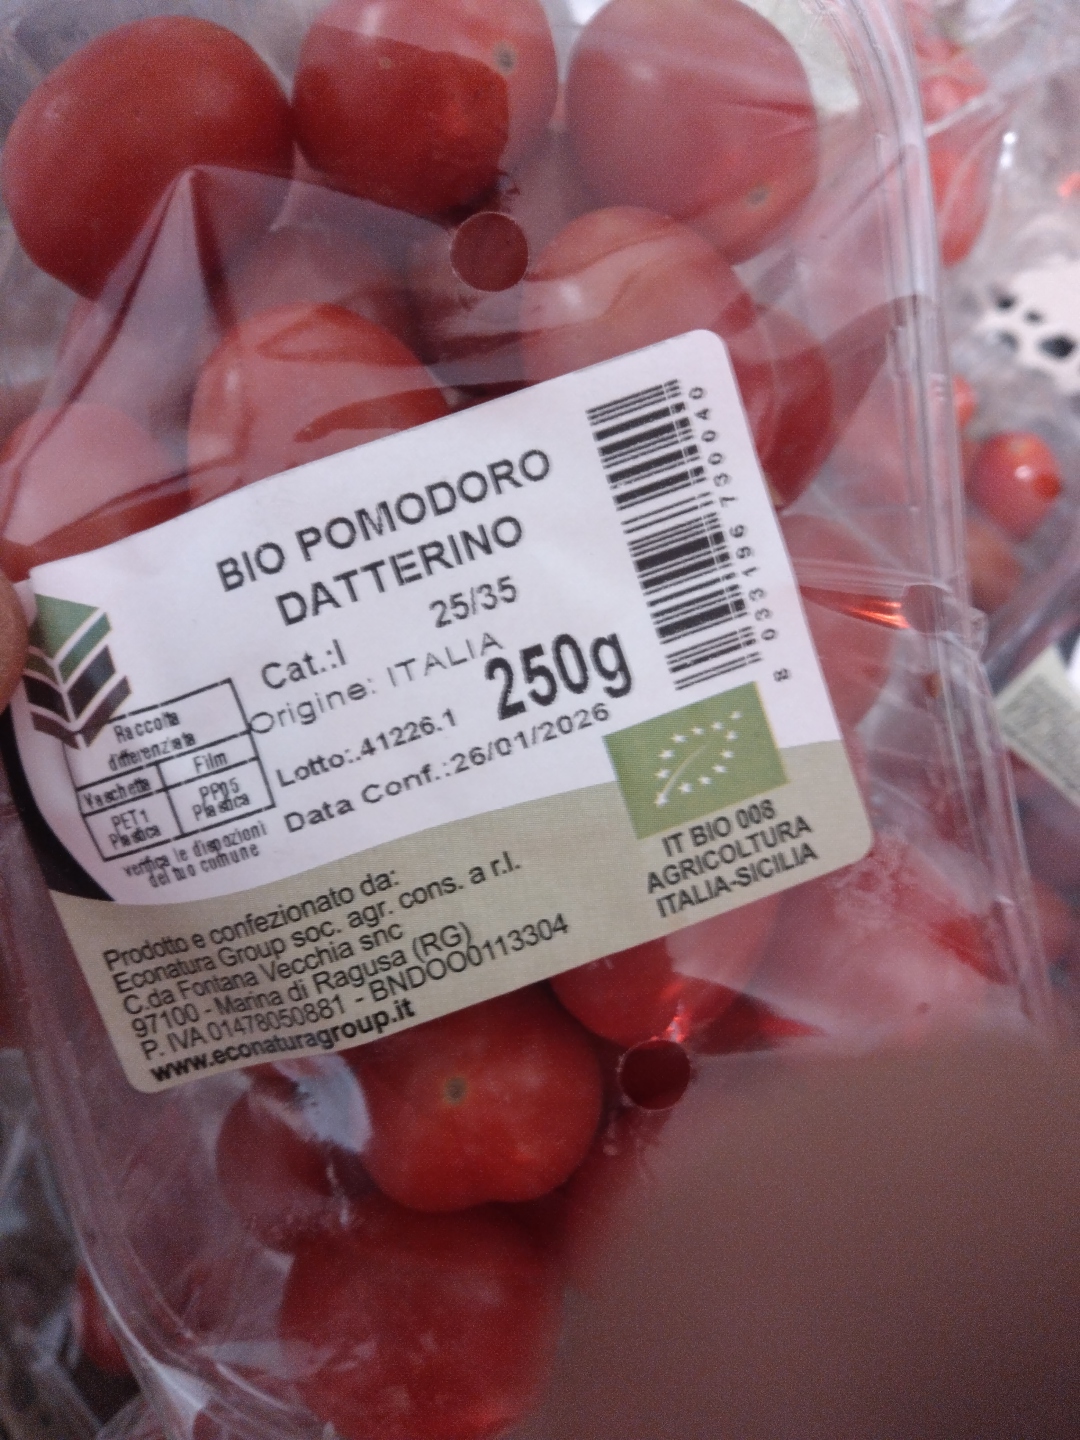 BIO POMODORO
DATTERINO
25/35
Cat.:I
Origine: ITALIA
250g
Lotto:.41226.1
Data Conf.:26/01/2026
Raccolta
differenziata
Vaschetta
Film
PET1
Plastica
PP05
Plastica
verifica le dispozioni
del tuo comune
8 033196 730040
IT BIO 008
AGRICOLTURA
ITALIA-SICILIA
Prodotto e confezionato da:
Econatura Group soc. agr. cons. a r.l.
C.da Fontana Vecchia snc
97100 - Marina di Ragusa (RG)
P. IVA 01478050881 - BNDOO0113304
www.econaturagroup.it